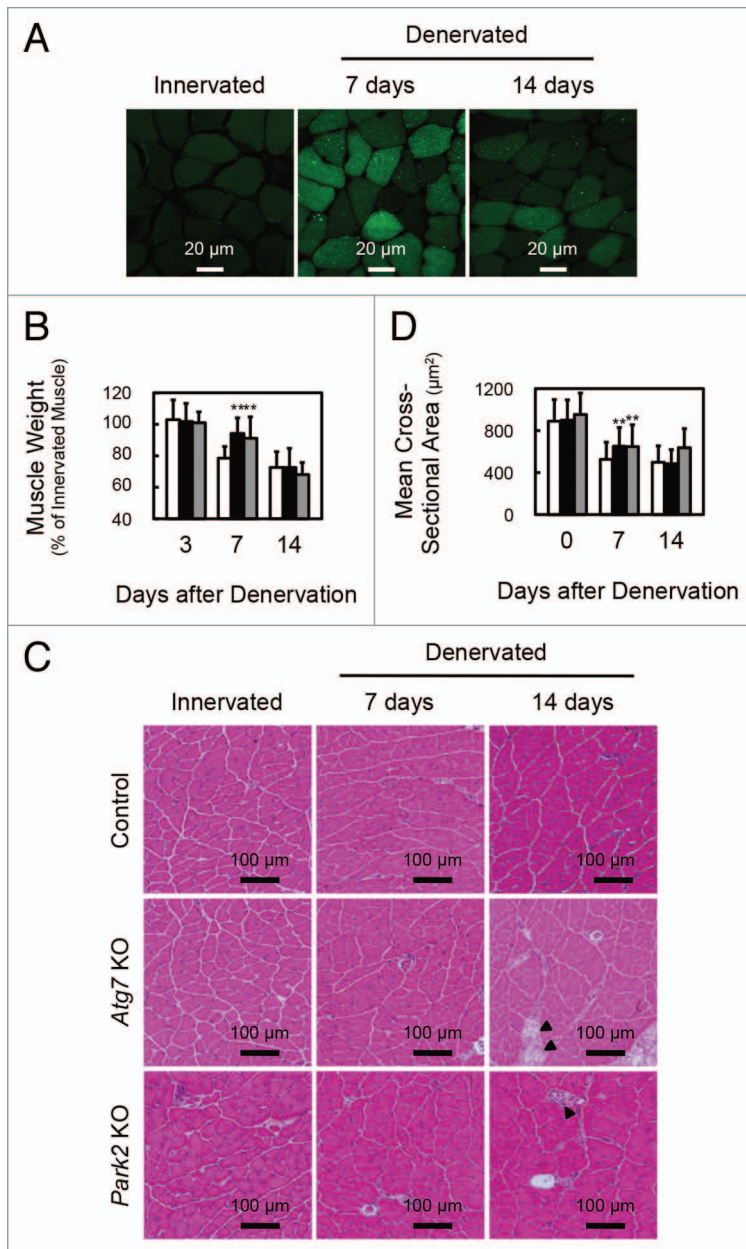 A
Denervated
Innervated
7 days
14 days
20 µm
20 µm
20 µm
B
Muscle Weight
(% of Innervated Muscle)
120
100
80
60
40
****
3
7
14
Days after Denervation
D
Mean Cross-
Sectional Area (µm²)
1200
800
400
0
**
**
0
7
14
Days after Denervation
C
Denervated
Innervated
7 days
14 days
Control
100 µm
100 µm
100 µm
Atg7 KO
100 µm
100 µm
100 µm
Park2 KO
100 µm
100 µm
100 µm